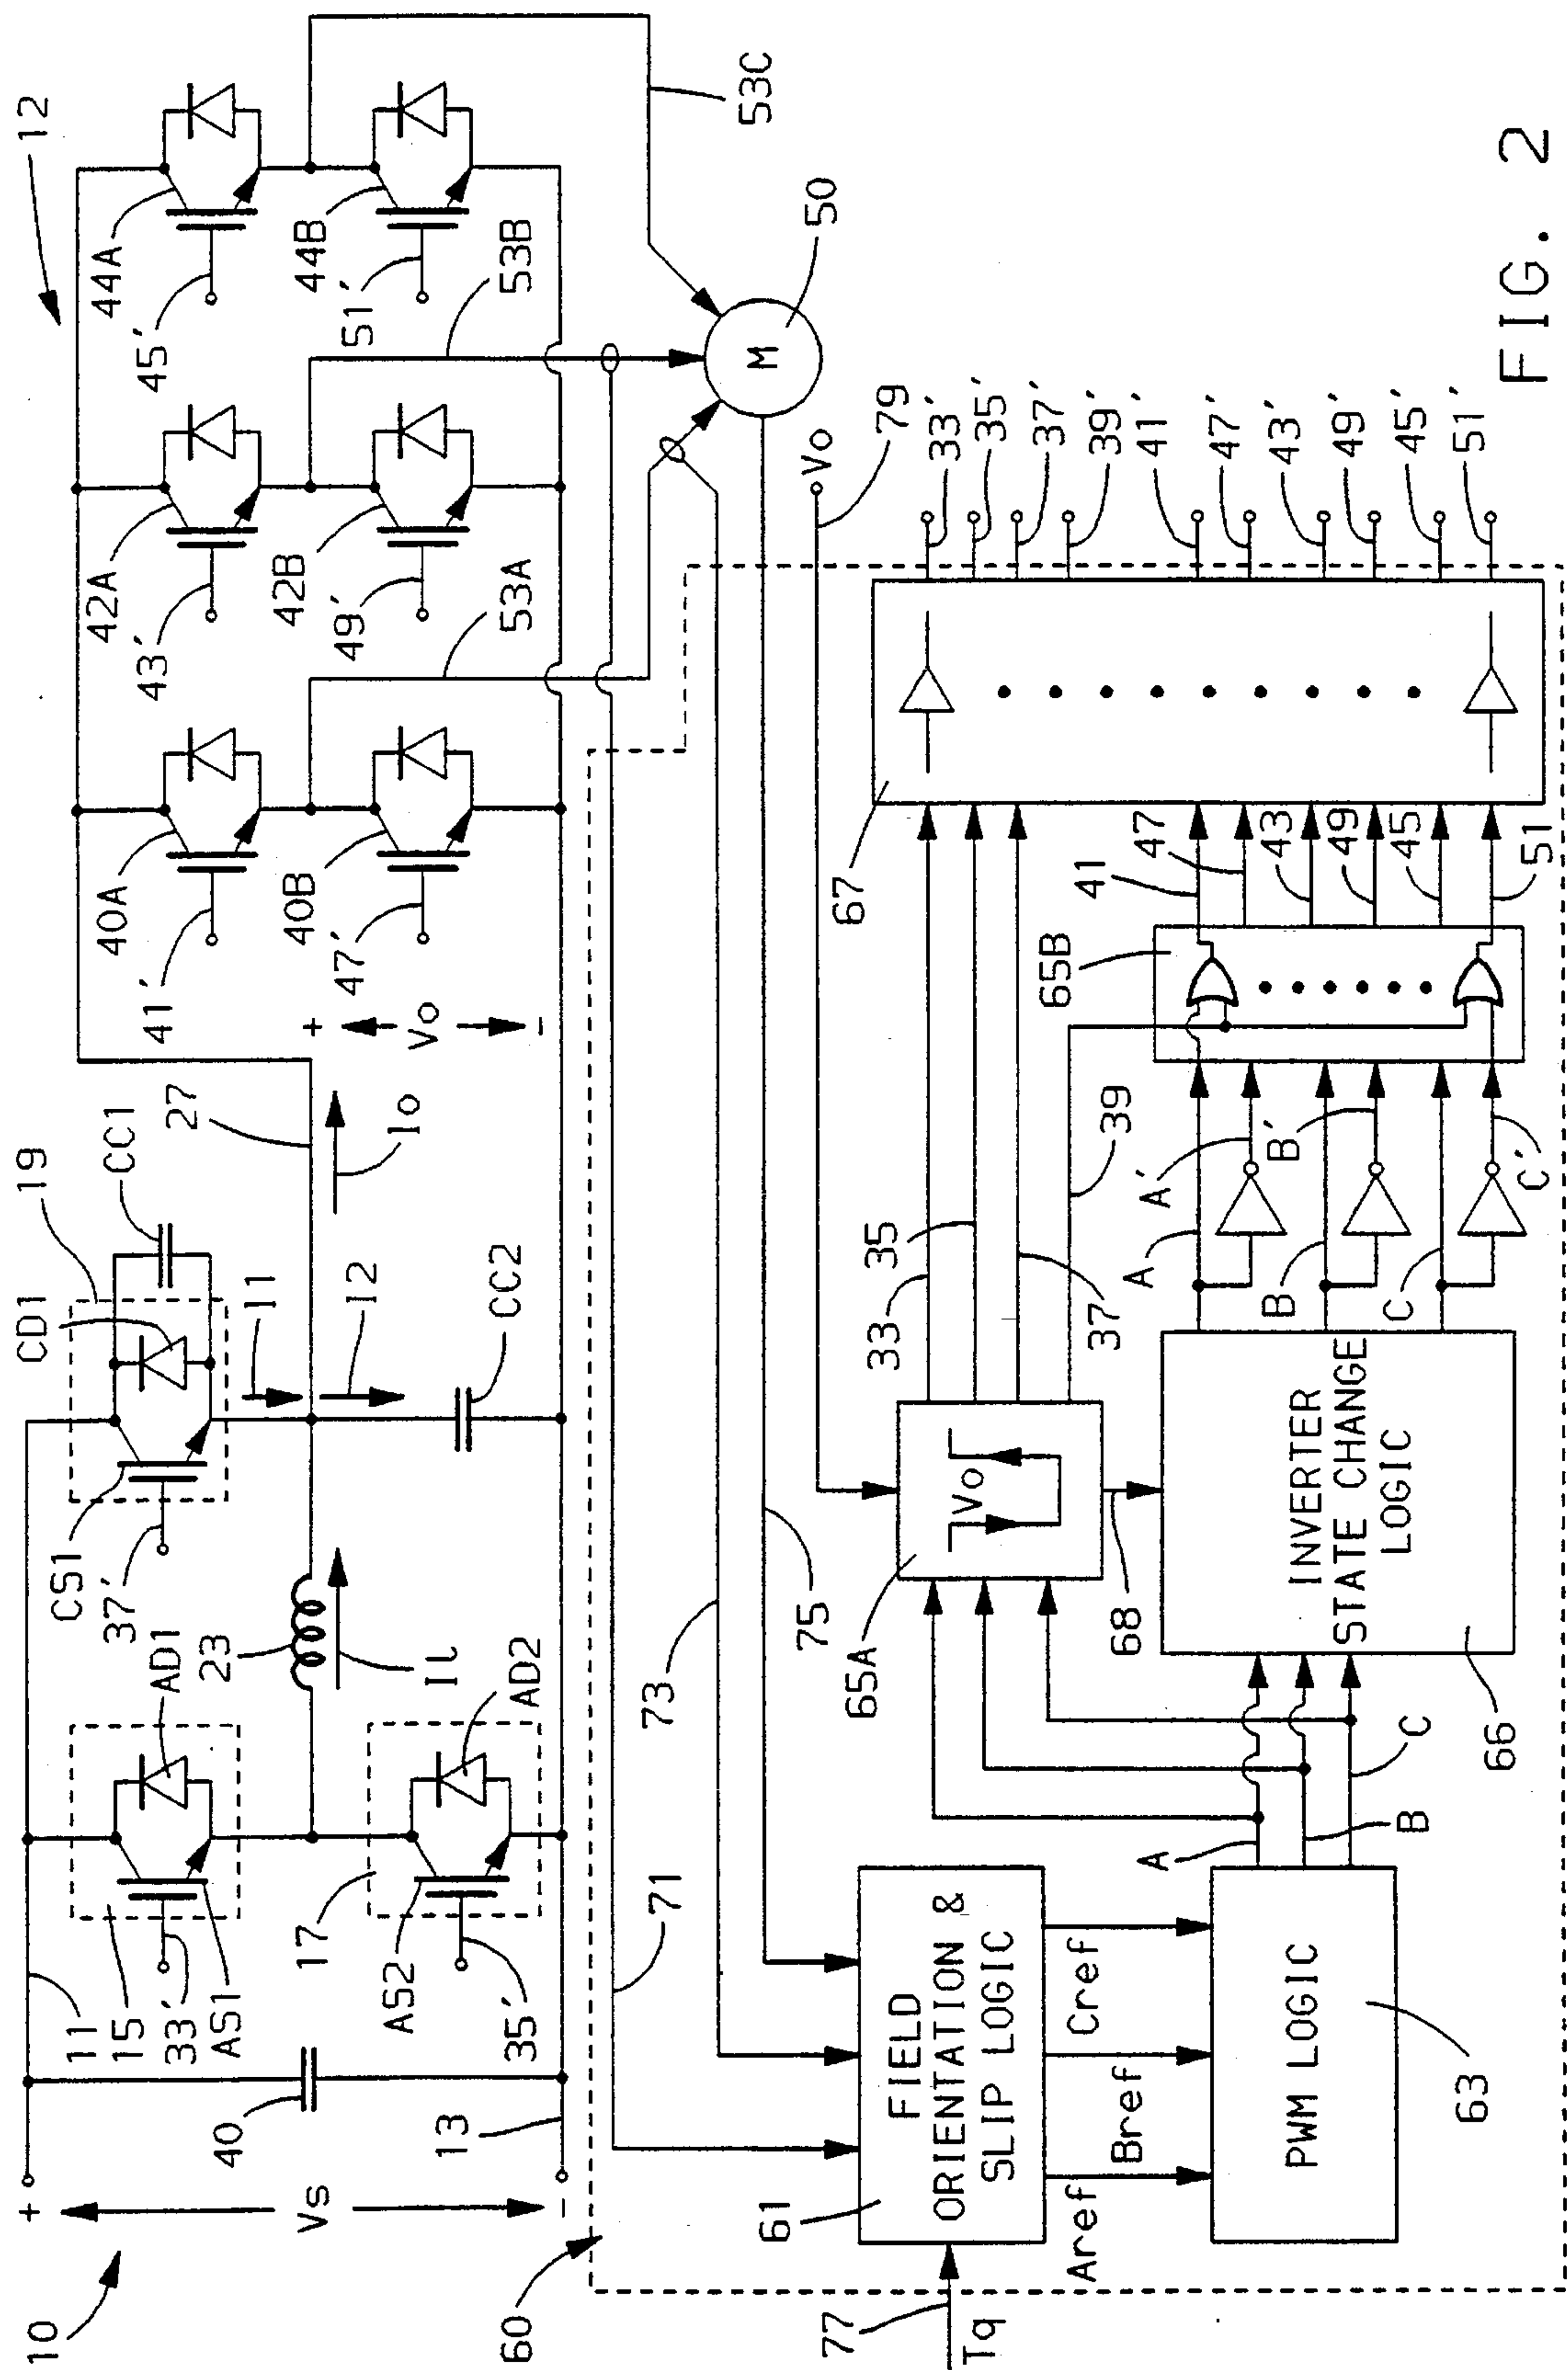 10
+
Vs
-
11
15
33'
AS1
40
13
17
AS2
35'
AD1
AD2
23
Il
CS1
37'
CD1
19
CC1
I1
I2
CC2
27
Io
+
Vo
-
12
41'
40A
40B
47'
43'
42A
42B
49'
45'
44A
44B
51'
53A
53B
53C
M
50
60
71
73
75
79
Vo
77
Tq
61
FIELD
ORIENTATION &
SLIP LOGIC
Aref
Bref
Cref
PWM LOGIC
63
A
B
C
65A
Vo
68
INVERTER
STATE CHANGE
LOGIC
66
33
35
37
39
A
A'
B
B'
C
C'
65B
41
47
43
49
45
51
67
33'
35'
37'
39'
41'
47'
43'
49'
45'
51'
FIG. 2